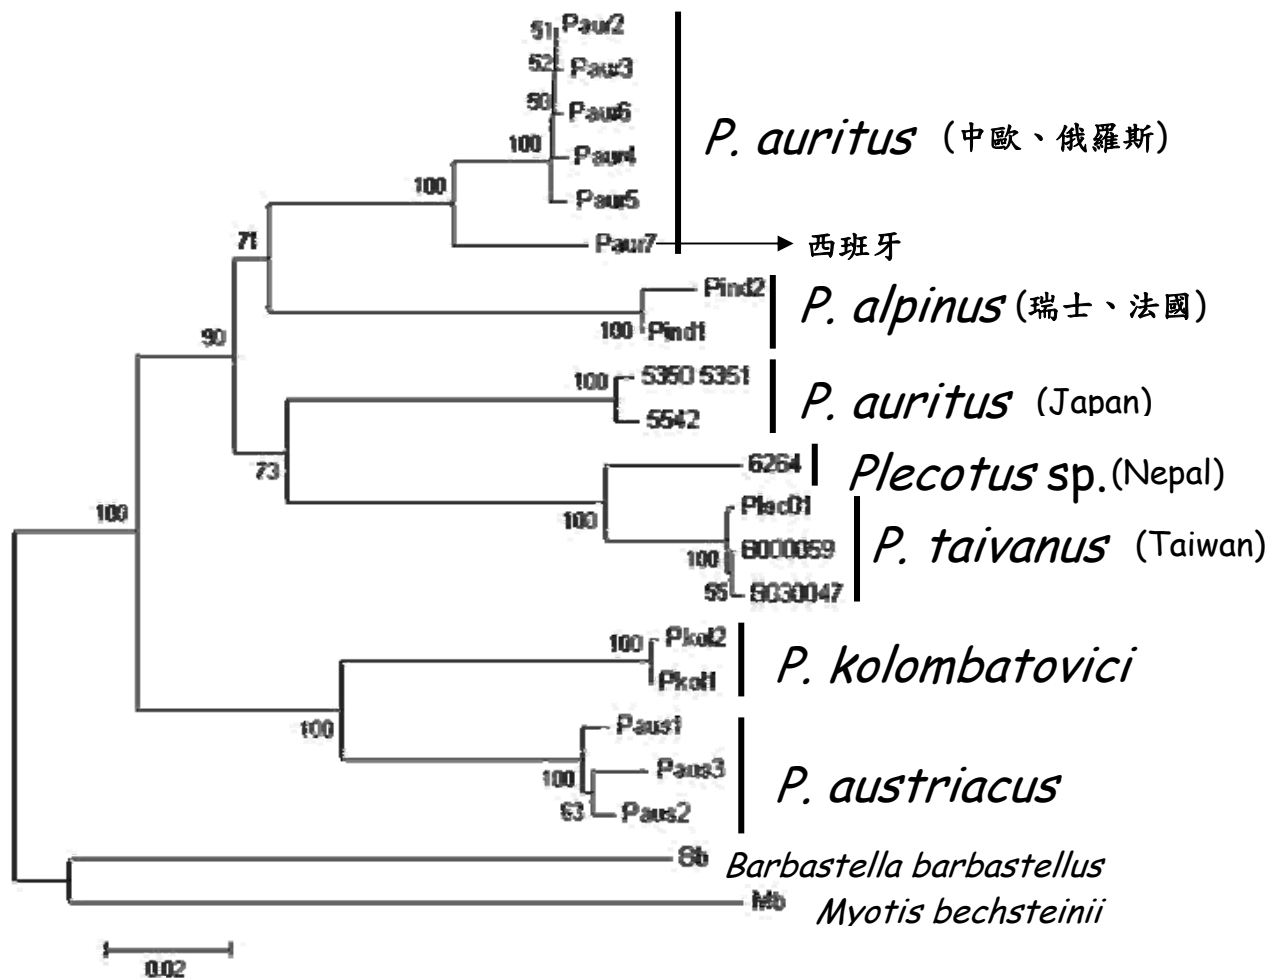 51 Paur2
52 Paur3
50 Paur6
100 Paur4
Paur5
P. auritus (中歐、俄羅斯)
100
Paur7 西班牙
71
Pind2
100 Pind1
P. alpinus (瑞士、法國)
90
100 5350 5351
5542
P. auritus (Japan)
73
6264
Plecotus sp. (Nepal)
100
Plec01
100
S000059
55 S030047
P. taivanus (Taiwan)
100
100 Pkol2
Pkol1
P. kolombatovici
100
Paus1
100 Paus3
63 Paus2
P. austriacus
Bb Barbastella barbastellus
Mb Myotis bechsteinii
0.02